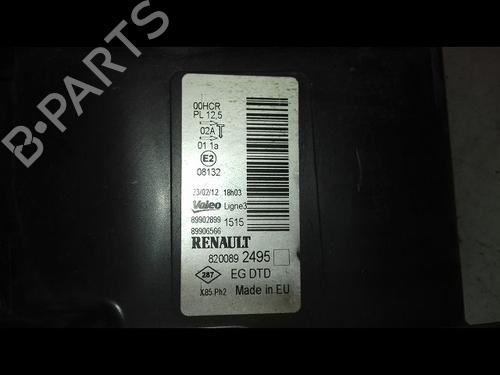 00HCR
PL 12,5
02A
01 1a
E2
08132
23/02/12 18h03
Valeo Ligne3
89902899 1515
89906566
RENAULT
820089 2495
287 EG DTD
X85 Ph2 Made in EU
B-PARTS